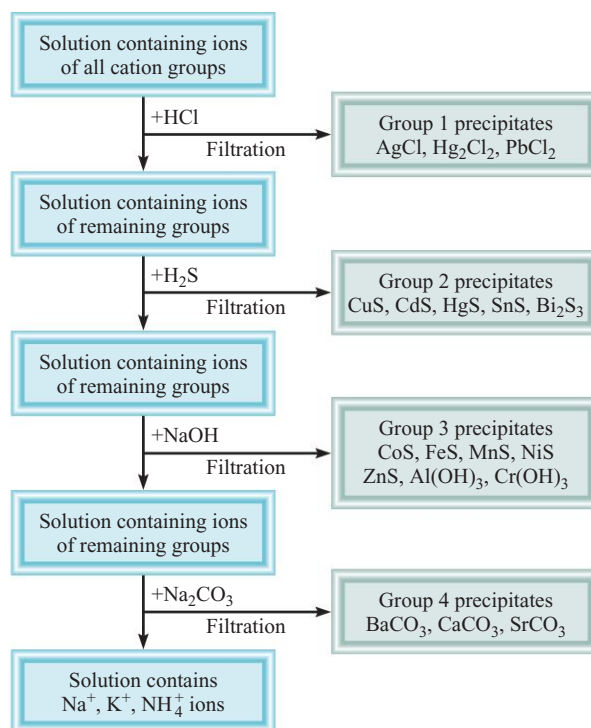 Solution containing ions
of all cation groups
+HCl
Filtration
Group 1 precipitates
AgCl, Hg₂Cl₂, PbCl₂
Solution containing ions
of remaining groups
+H₂S
Filtration
Group 2 precipitates
CuS, CdS, HgS, SnS, Bi₂S₃
Solution containing ions
of remaining groups
+NaOH
Filtration
Group 3 precipitates
CoS, FeS, MnS, NiS
ZnS, Al(OH)₃, Cr(OH)₃
Solution containing ions
of remaining groups
+Na₂CO₃
Filtration
Group 4 precipitates
BaCO₃, CaCO₃, SrCO₃
Solution contains
Na⁺, K⁺, NH₄⁺ ions